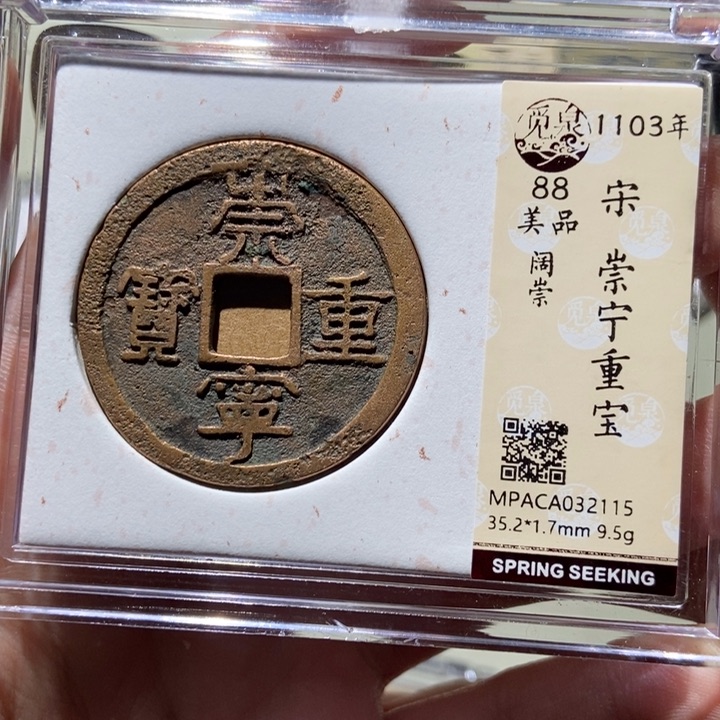 崇
寧
重
寶
覓泉
1103年
88
美品
阔崇
宋 崇宁重宝
MPACA032115
35.2*1.7mm 9.5g
SPRING SEEKING